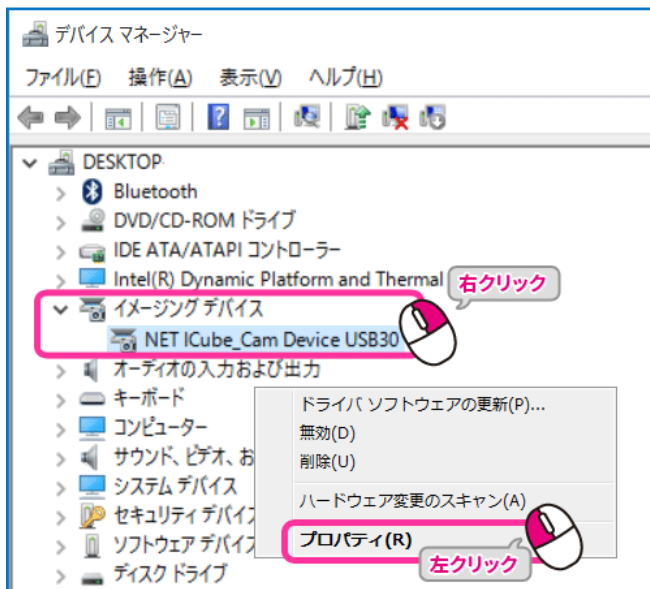 デバイス マネージャー
ファイル(F) 操作(A) 表示(V) ヘルプ(H)
DESKTOP
Bluetooth
DVD/CD-ROM ドライブ
IDE ATA/ATAPI コントローラー
Intel(R) Dynamic Platform and Thermal
右クリック
イメージング デバイス
NET ICube_Cam Device USB30
オーディオの入力および出力
キーボード
コンピューター
サウンド、ビデオ、お
システム デバイス
セキュリティ デバイス
ソフトウェア デバイス
ディスク ドライブ
ドライバ ソフトウェアの更新(P)...
無効(D)
削除(U)
ハードウェア変更のスキャン(A)
プロパティ(R)
左クリック